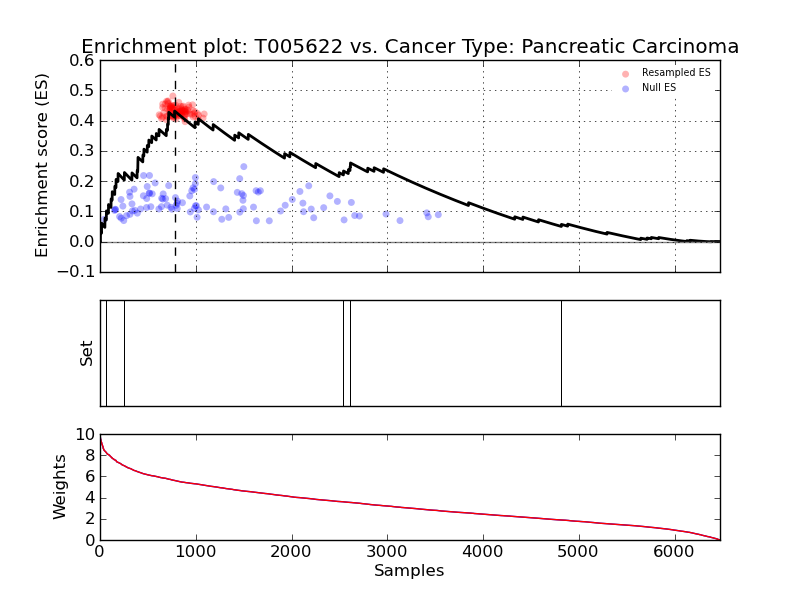 Enrichment plot: T005622 vs. Cancer Type: Pancreatic Carcinoma
Enrichment score (ES)
0.6
0.5
0.4
0.3
0.2
0.1
0.0
−0.1
Resampled ES
Null ES
Set
Weights
10
8
6
4
2
0
0 1000 2000 3000 4000 5000 6000
Samples